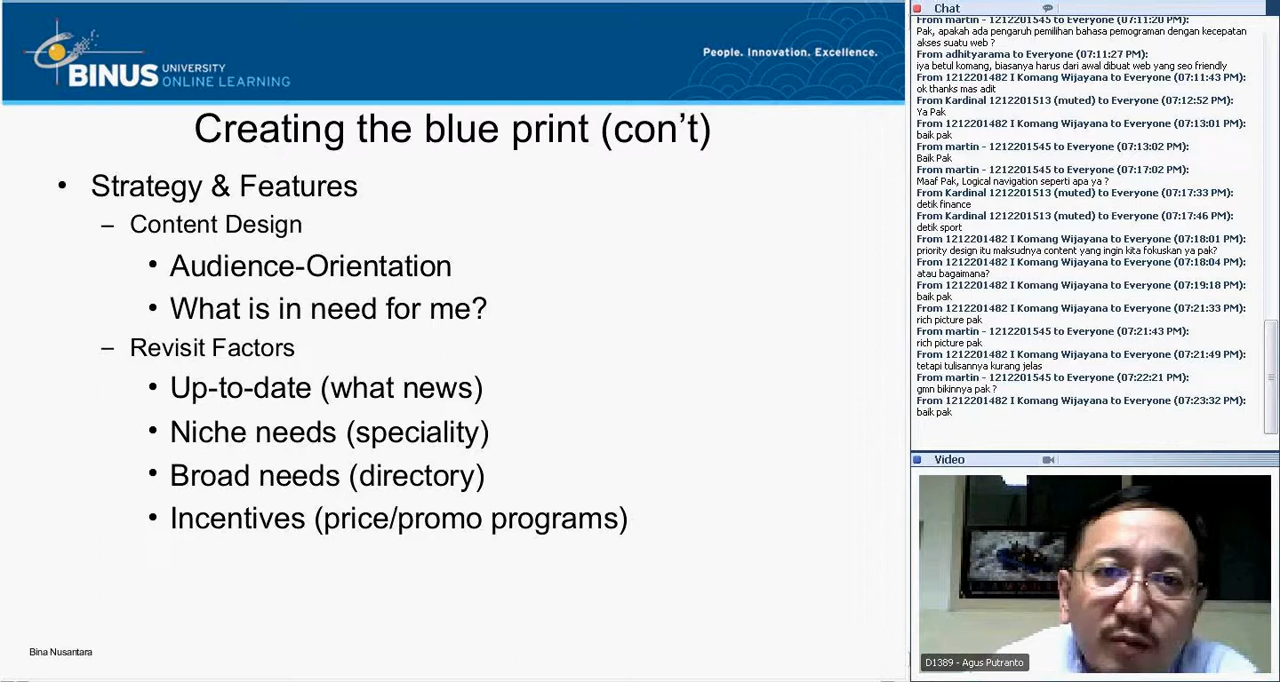 BINUS UNIVERSITY
ONLINE LEARNING
People. Innovation. Excellence.
Creating the blue print (con't)
• Strategy & Features
– Content Design
• Audience-Orientation
• What is in need for me?
– Revisit Factors
• Up-to-date (what news)
• Niche needs (speciality)
• Broad needs (directory)
• Incentives (price/promo programs)
Bina Nusantara
Chat
From martin - 1212201545 to Everyone (07:11:20 PM):
Pak, apakah ada pengaruh pemilihan bahasa pemograman dengan kecepatan
akses suatu web ?
From adhityarama to Everyone (07:11:27 PM):
iya betul komang, biasanya harus dari awal dibuat web yang seo friendly
From 1212201482 I Komang Wijayana to Everyone (07:11:43 PM):
ok thanks mas adit
From Kardinal 1212201513 (muted) to Everyone (07:12:52 PM):
Ya Pak
From 1212201482 I Komang Wijayana to Everyone (07:13:01 PM):
baik pak
From martin - 1212201545 to Everyone (07:13:02 PM):
Baik Pak
From martin - 1212201545 to Everyone (07:17:02 PM):
Maaf Pak, Logical navigation seperti apa ya ?
From Kardinal 1212201513 (muted) to Everyone (07:17:33 PM):
detik finance
From Kardinal 1212201513 (muted) to Everyone (07:17:46 PM):
detik sport
From 1212201482 I Komang Wijayana to Everyone (07:18:01 PM):
priority design itu maksudnya content yang ingin kita fokuskan ya pak?
From 1212201482 I Komang Wijayana to Everyone (07:18:04 PM):
atau bagaimana?
From 1212201482 I Komang Wijayana to Everyone (07:19:18 PM):
baik pak
From 1212201482 I Komang Wijayana to Everyone (07:21:33 PM):
rich picture pak
From martin - 1212201545 to Everyone (07:21:43 PM):
rich picture pak
From 1212201482 I Komang Wijayana to Everyone (07:21:49 PM):
tetapi tulisannya kurang jelas
From martin - 1212201545 to Everyone (07:22:21 PM):
gmn bikinnya pak ?
From 1212201482 I Komang Wijayana to Everyone (07:23:32 PM):
baik pak
Video
D1389 - Agus Putranto